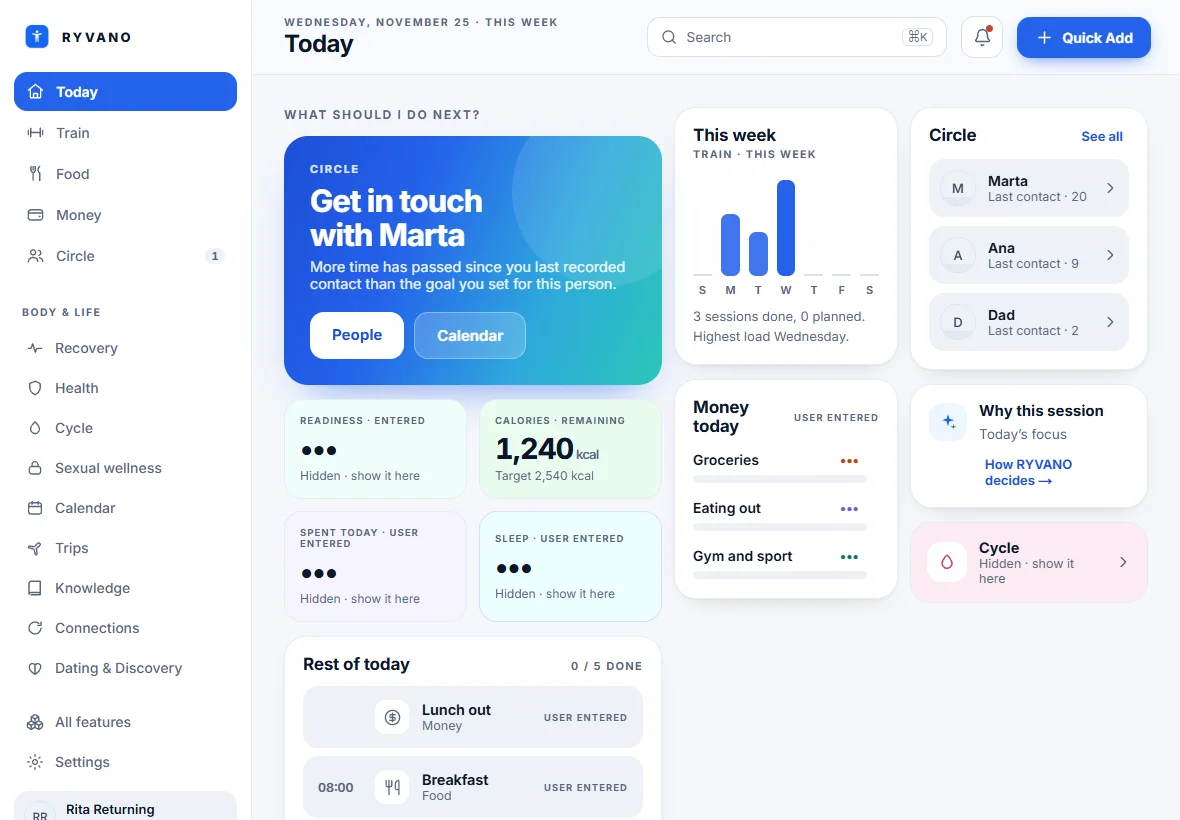 RYVANO
Today
Train
Food
Money
Circle
1
BODY & LIFE
Recovery
Health
Cycle
Sexual wellness
Calendar
Trips
Knowledge
Connections
Dating & Discovery
All features
Settings
RR
Rita Returning
WEDNESDAY, NOVEMBER 25 · THIS WEEK
Today
Search
⌘K
Quick Add
WHAT SHOULD I DO NEXT?
CIRCLE
Get in touch
with Marta
More time has passed since you last recorded
contact than the goal you set for this person.
People
Calendar
READINESS · ENTERED
•••
Hidden · show it here
CALORIES · REMAINING
1,240 kcal
Target 2,540 kcal
SPENT TODAY · USER
ENTERED
•••
Hidden · show it here
SLEEP · USER ENTERED
•••
Hidden · show it here
Rest of today
0 / 5 DONE
Lunch out
Money
USER ENTERED
08:00
Breakfast
Food
USER ENTERED
This week
TRAIN · THIS WEEK
S M T W T F S
3 sessions done, 0 planned.
Highest load Wednesday.
Money
today
USER ENTERED
Groceries
•••
Eating out
•••
Gym and sport
•••
Circle
See all
M
Marta
Last contact · 20
A
Ana
Last contact · 9
D
Dad
Last contact · 2
Why this session
Today's focus
How RYVANO
decides →
Cycle
Hidden · show it
here